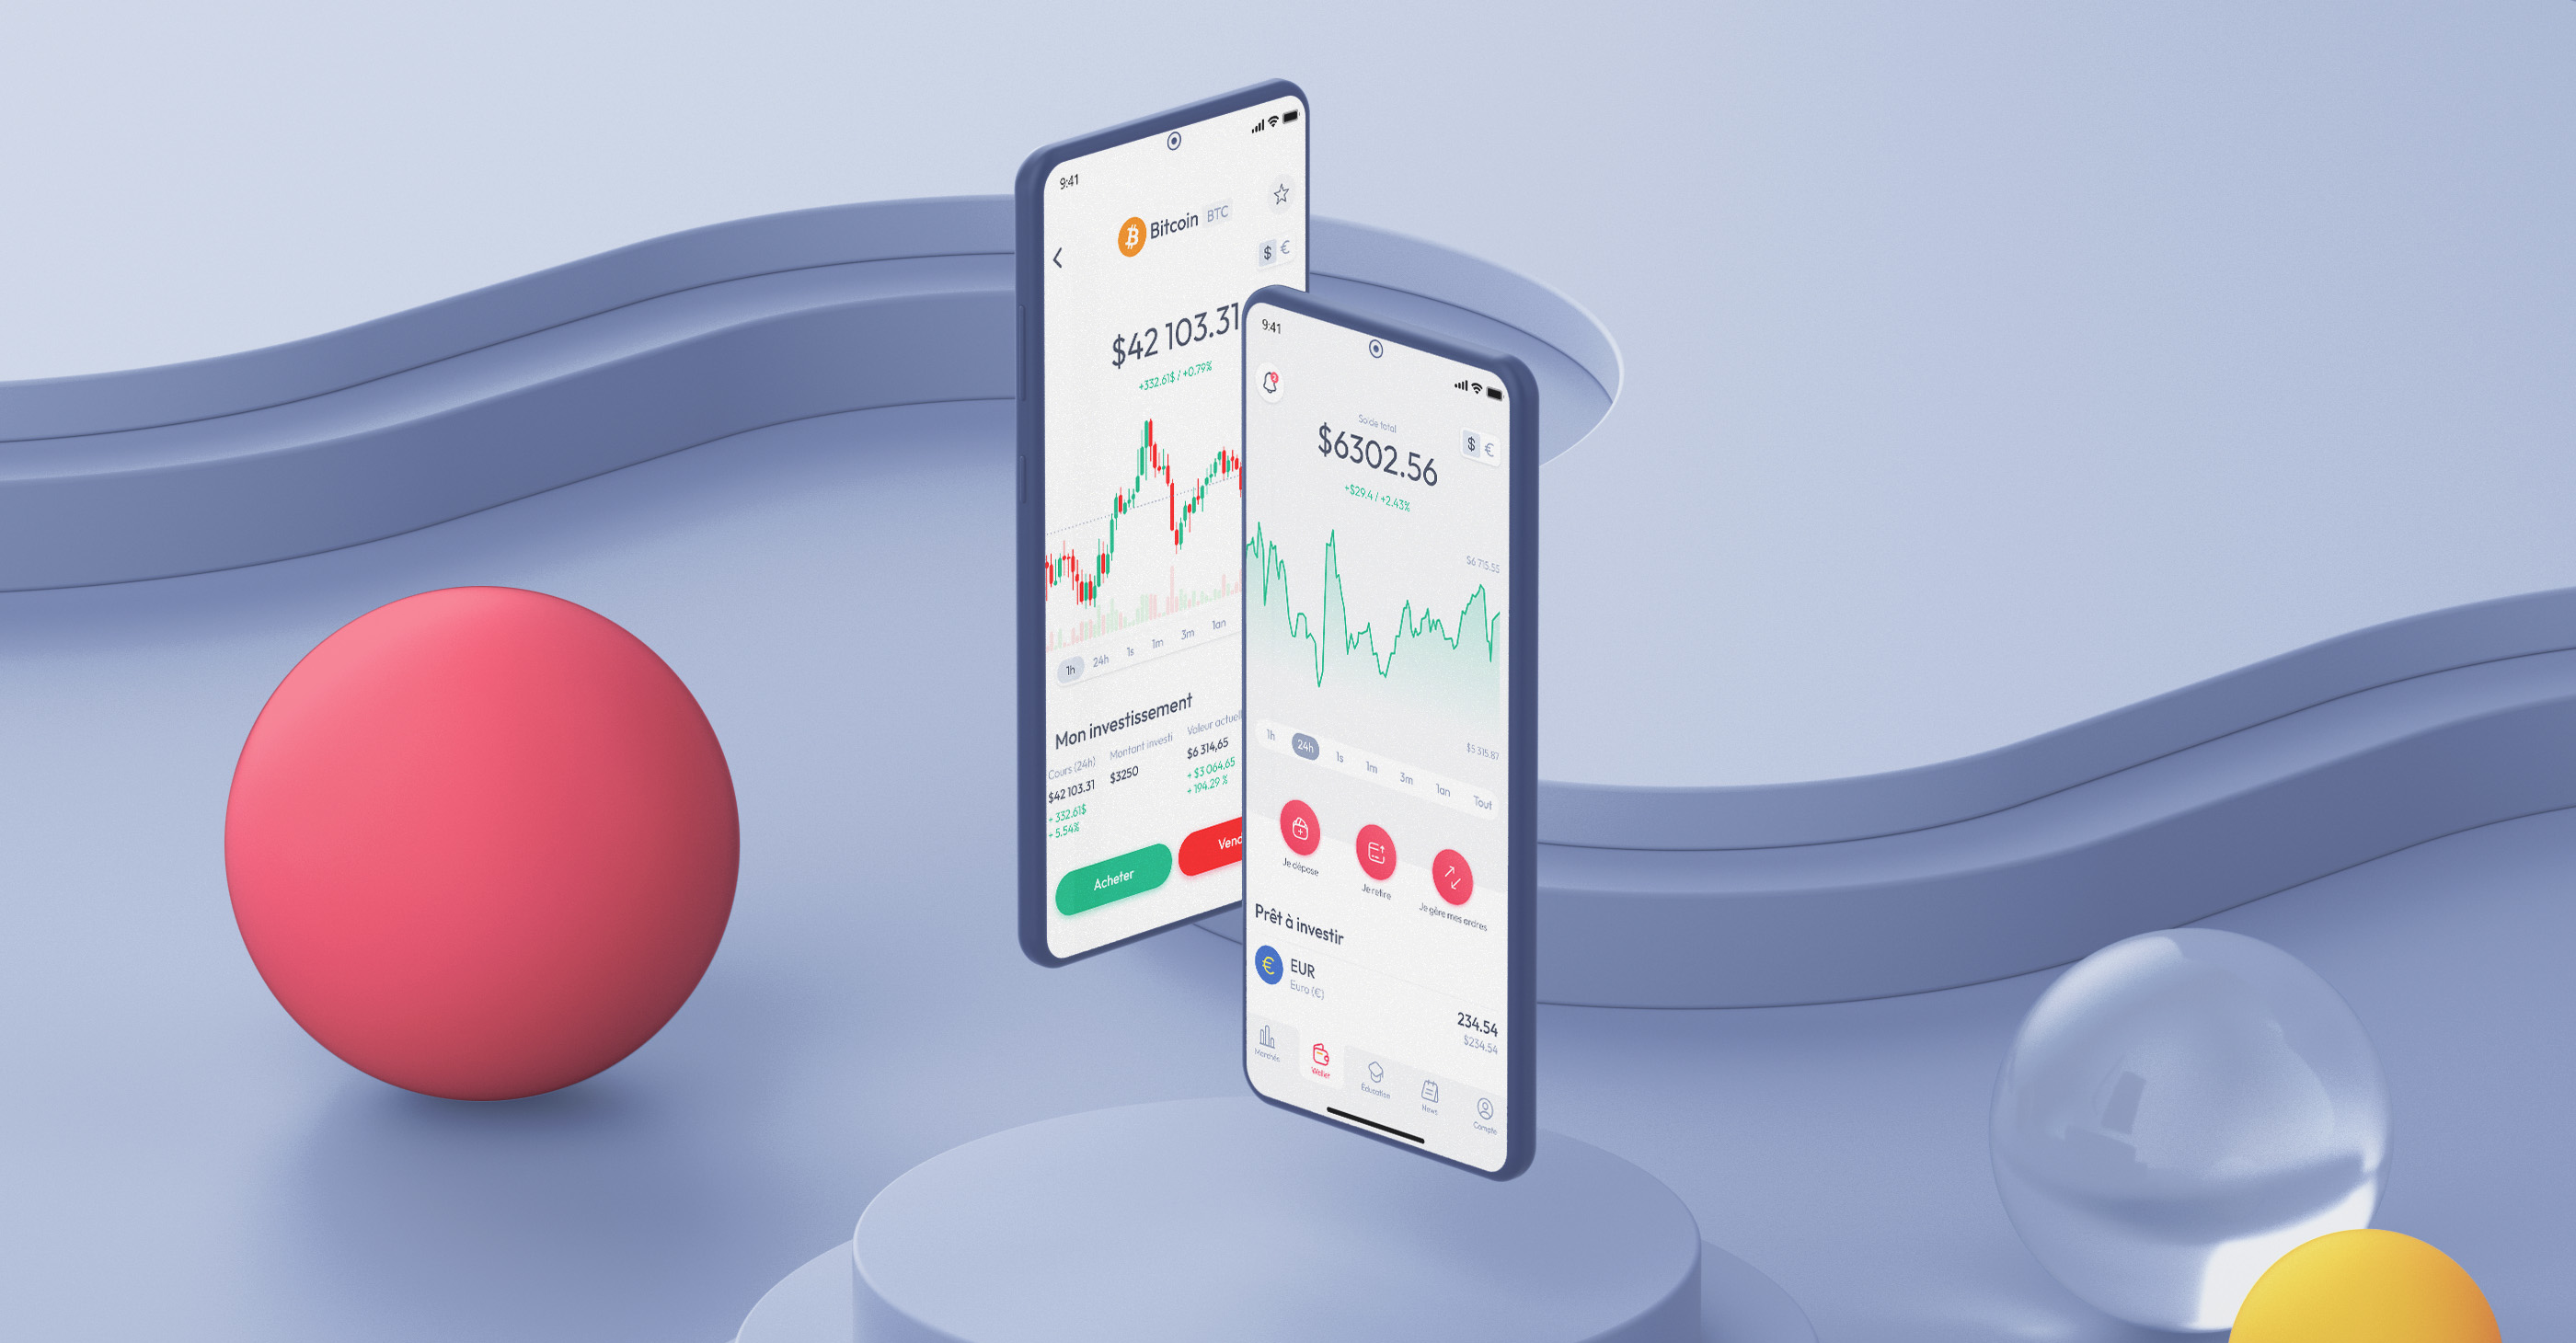 9:41
Bitcoin BTC
$ €
$42 103.31
+332.61$ / +0.79%
1h 24h 1s 1m 3m 1an
Mon investissement
Cours (24h) Montant investi Valeur actuell
$42 103.31 $3250 $6 314,65
+ 332.61$ + $3 064,65
+ 5.54% + 194.29 %
Acheter Vend
9:41
Solde total
$ €
$6302.56
+$29.4 / +2.43%
$6 715.55
$5 315.87
1h 24h 1s 1m 3m 1an Tout
Je dépose Je retire Je gère mes ordres
Prêt à investir
€ EUR
Euro (€)
234.54
$234.54
Marchés Wallet Éducation News Compte